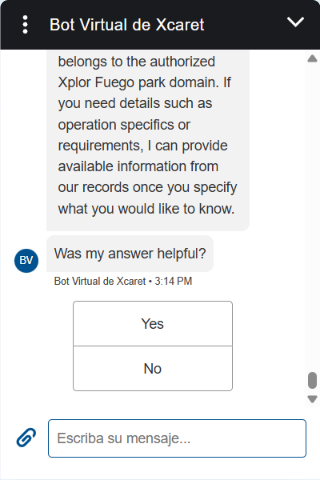 Bot Virtual de Xcaret
belongs to the authorized
Xplor Fuego park domain. If
you need details such as
operation specifics or
requirements, I can provide
available information from
our records once you specify
what you would like to know.
Was my answer helpful?
BV
Bot Virtual de Xcaret • 3:14 PM
Yes
No
Escriba su mensaje...